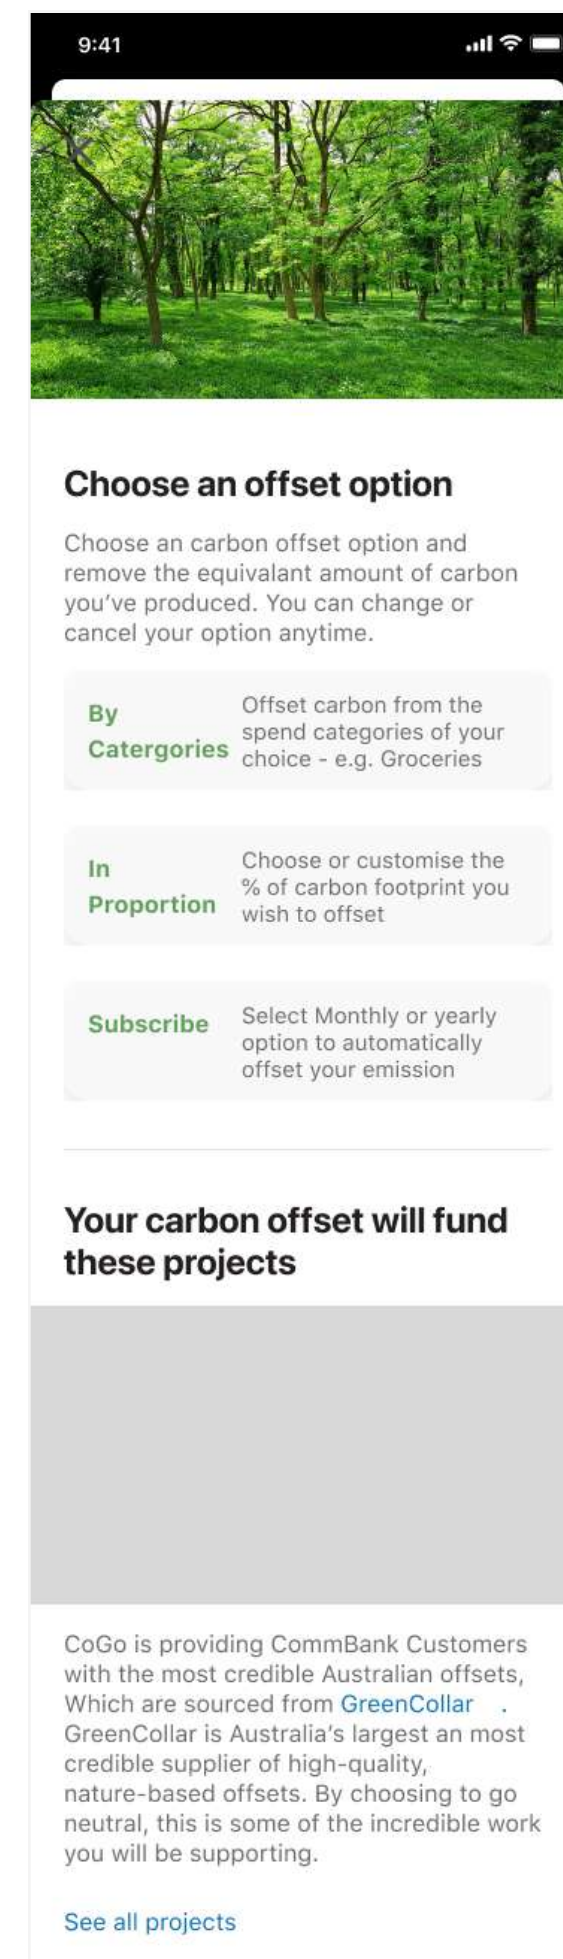 9:41
Choose an offset option
Choose an carbon offset option and
remove the equivalant amount of carbon
you've produced. You can change or
cancel your option anytime.
By
Catergories
Offset carbon from the
spend categories of your
choice - e.g. Groceries
In
Proportion
Choose or customise the
% of carbon footprint you
wish to offset
Subscribe
Select Monthly or yearly
option to automatically
offset your emission
Your carbon offset will fund
these projects
CoGo is providing CommBank Customers
with the most credible Australian offsets,
Which are sourced from GreenCollar .
GreenCollar is Australia's largest an most
credible supplier of high-quality,
nature-based offsets. By choosing to go
neutral, this is some of the incredible work
you will be supporting.
See all projects